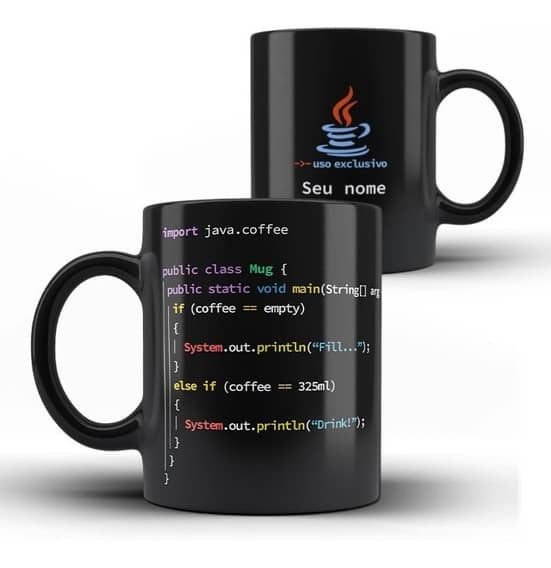 ->- uso exclusivo
Seu nome
import java.coffee
public class Mug {
public static void main(String[] arg
if (coffee == empty)
{
System.out.println(“Fill...”);
}
else if (coffee == 325ml)
{
System.out.println(“Drink!”);
}
}
}